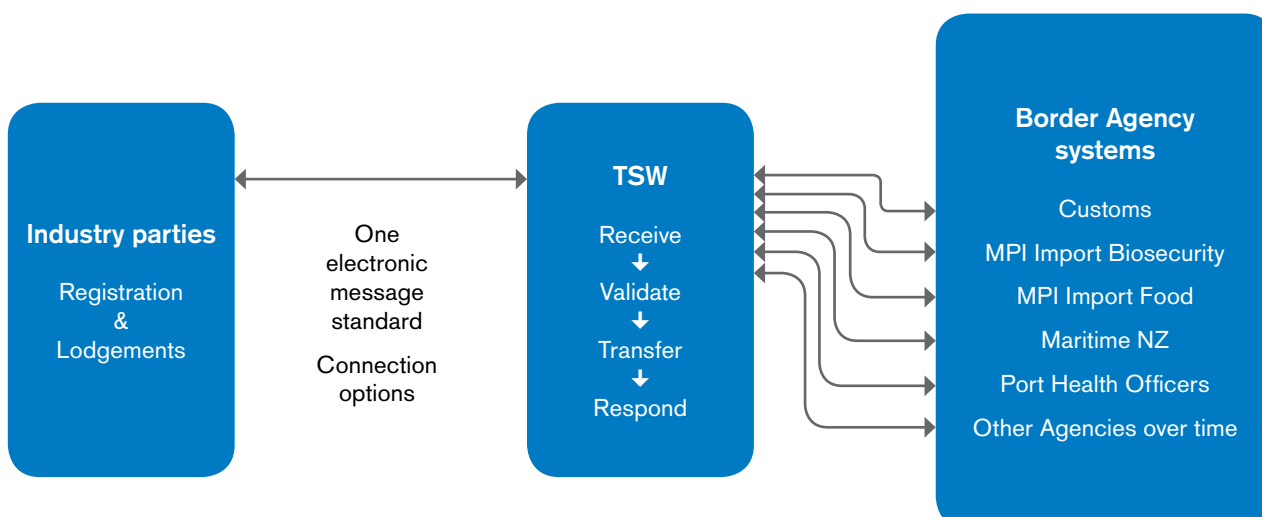 Industry parties
Registration
&
Lodgements
One
electronic
message
standard
Connection
options
TSW
Receive
Validate
Transfer
Respond
Border Agency
systems
Customs
MPI Import Biosecurity
MPI Import Food
Maritime NZ
Port Health Officers
Other Agencies over time